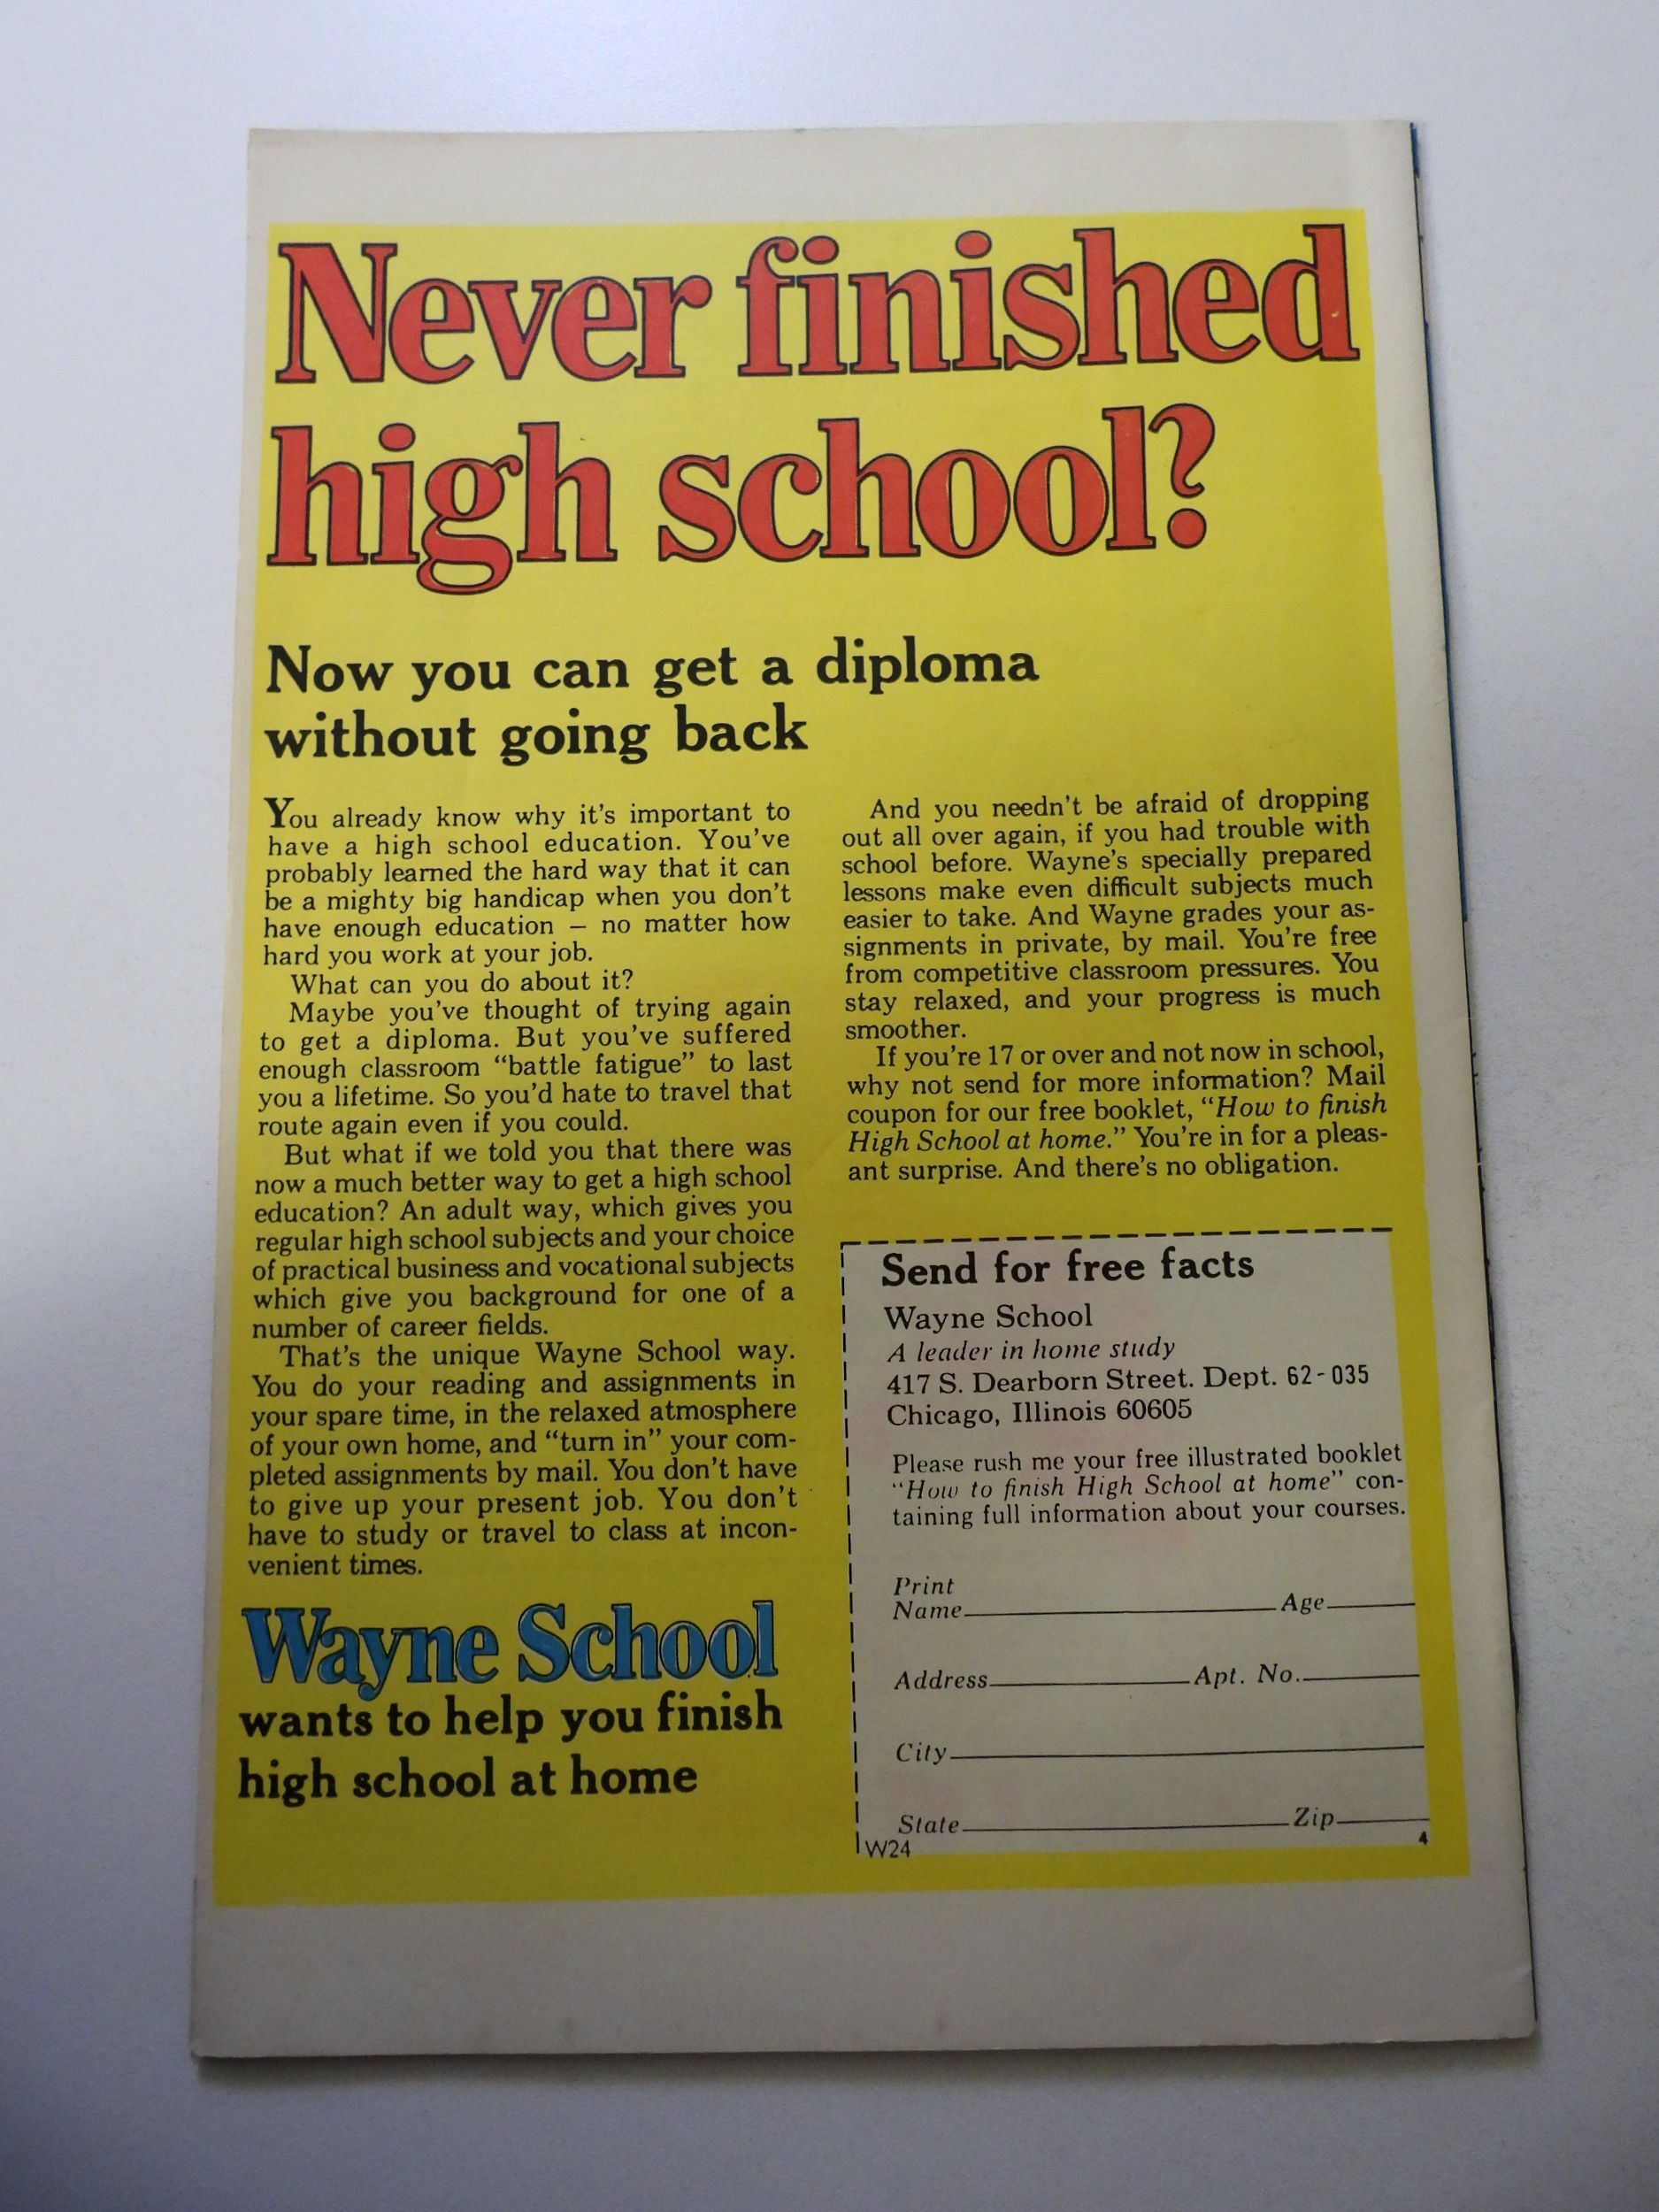 Never finished
high school?
Now you can get a diploma
without going back
You already know why it's important to
have a high school education. You've
probably learned the hard way that it can
be a mighty big handicap when you don't
have enough education – no matter how
hard you work at your job.
What can you do about it?
Maybe you've thought of trying again
to get a diploma. But you've suffered
enough classroom "battle fatigue" to last
you a lifetime. So you'd hate to travel that
route again even if you could.
But what if we told you that there was
now a much better way to get a high school
education? An adult way, which gives you
regular high school subjects and your choice
of practical business and vocational subjects
which give you background for one of a
number of career fields.
That's the unique Wayne School way.
You do your reading and assignments in
your spare time, in the relaxed atmosphere
of your own home, and "turn in" your com-
pleted assignments by mail. You don't have
to give up your present job. You don't
have to study or travel to class at incon-
venient times.
Wayne School
wants to help you finish
high school at home
And you needn't be afraid of dropping
out all over again, if you had trouble with
school before. Wayne's specially prepared
lessons make even difficult subjects much
easier to take. And Wayne grades your as-
signments in private, by mail. You're free
from competitive classroom pressures. You
stay relaxed, and your progress is much
smoother.
If you're 17 or over and not now in school,
why not send for more information? Mail
coupon for our free booklet, "How to finish
High School at home." You're in for a pleas-
ant surprise. And there's no obligation.
Send for free facts
Wayne School
A leader in home study
417 S. Dearborn Street. Dept. 62-035
Chicago, Illinois 60605
Please rush me your free illustrated booklet
"How to finish High School at home" con-
taining full information about your courses.
Print
Name Age
Address Apt. No.
City
State Zip
W24 4